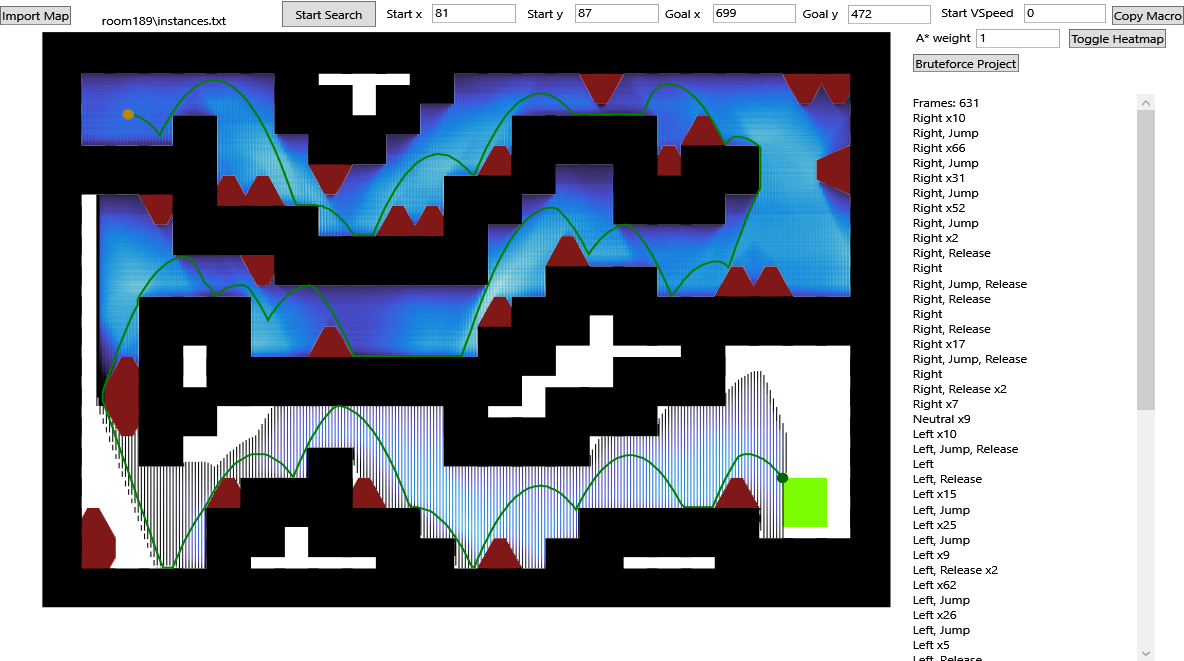 Import Map
room189\instances.txt
Start Search
Start x 81
Start y 87
Goal x 699
Goal y 472
Start VSpeed 0
Copy Macro
A* weight 1
Toggle Heatmap
Bruteforce Project
Frames: 631
Right x10
Right, Jump
Right x66
Right, Jump
Right x31
Right, Jump
Right x52
Right, Jump
Right x2
Right, Release
Right
Right, Jump, Release
Right, Release
Right
Right, Release
Right x17
Right, Jump, Release
Right
Right, Release x2
Right x7
Neutral x9
Left x10
Left, Jump, Release
Left
Left, Release
Left x15
Left, Jump
Left x25
Left, Jump
Left x9
Left, Release x2
Left x62
Left, Jump
Left x26
Left, Jump
Left x5
Left, Release